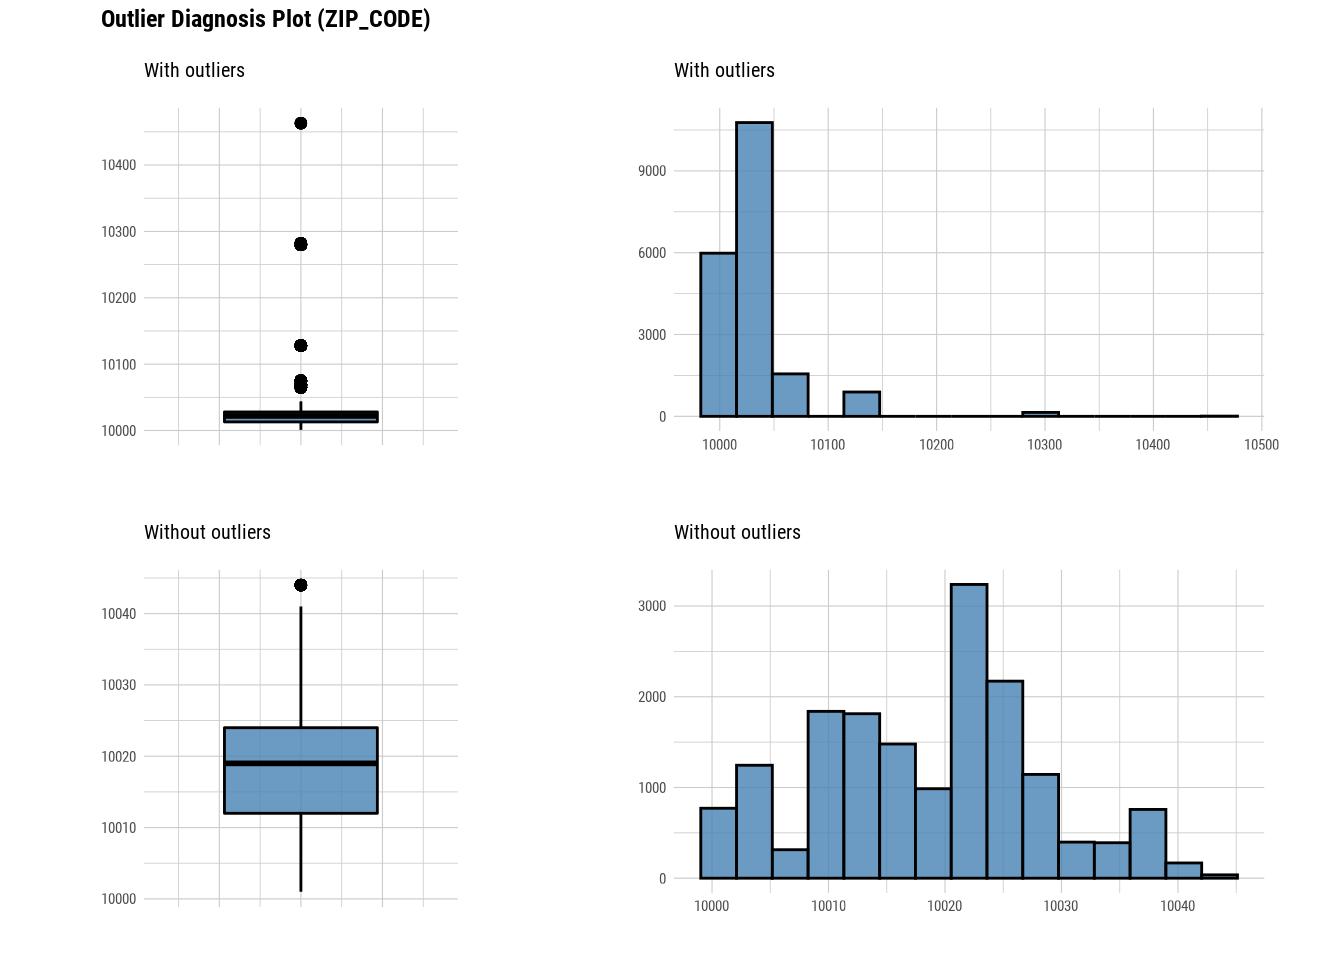 Outlier Diagnosis Plot (ZIP_CODE)
With outliers
10400
10300
10200
10100
10000
With outliers
9000
6000
3000
0
10000 10100 10200 10300 10400 10500
Without outliers
10040
10030
10020
10010
10000
Without outliers
3000
2000
1000
0
10000 10010 10020 10030 10040